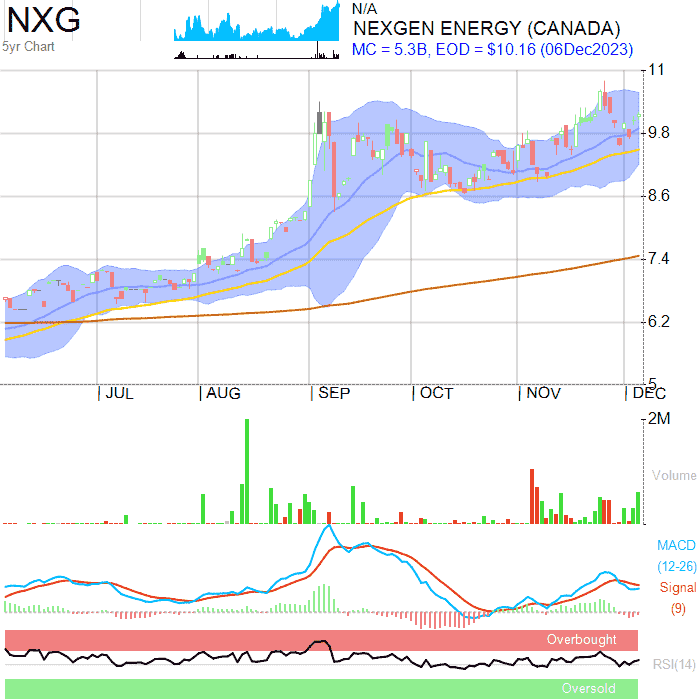 NXG
5yr Chart
N/A
NEXGEN ENERGY (CANADA)
MC = 5.3B, EOD = $10.16 (06Dec2023)
11
9.8
8.6
7.4
6.2
5
JUL AUG SEP OCT NOV DEC
2M
Volume
MACD
(12-26)
Signal
(9)
Overbought
RSI(14)
Oversold